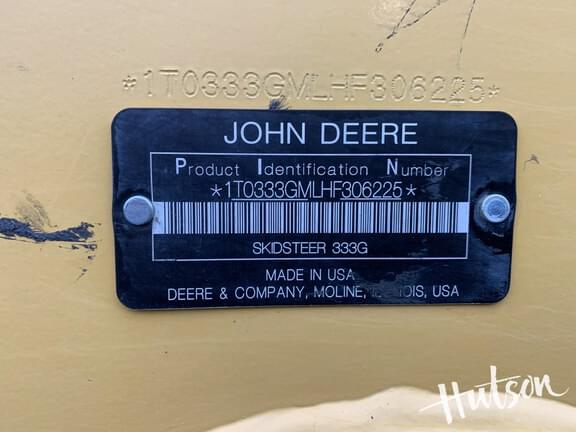 *1T0333GMLHF306225*
JOHN DEERE
Product Identification Number
*1T0333GMLHF306225*
SKIDSTEER 333G
MADE IN USA
DEERE & COMPANY, MOLINE, ILLINOIS, USA
Hutson